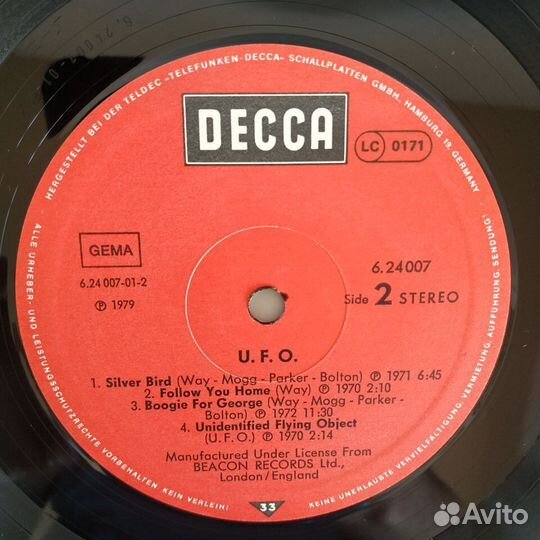 HERGESTELLT BEI DER TELDEC »TELEFUNKEN-DECCA« SCHALLPLATTEN GMBH, HAMBURG 19, GERMANY
DECCA
LC 0171
GEMA
6.24 007-01-2
℗ 1979
6.24007
Side 2 STEREO
U. F. O.
1. Silver Bird (Way - Mogg - Parker - Bolton) ℗ 1971 6:45
2. Follow You Home (Way) ℗ 1970 2:10
3. Boogie For George (Way - Mogg - Parker -
Bolton) ℗ 1972 11:30
4. Unidentified Flying Object
(U. F. O.) ℗ 1970 2:14
Manufactured Under License From
BEACON RECORDS Ltd.,
London/England
33
ALLE URHEBER- UND LEISTUNGSSCHUTZRECHTE VORBEHALTEN KEIN VERLEIH!
KEINE UNERLAUBTE VERVIELFÄLTIGUNG, VERMIETUNG, AUFFÜHRUNG, SENDUNG!
Avito